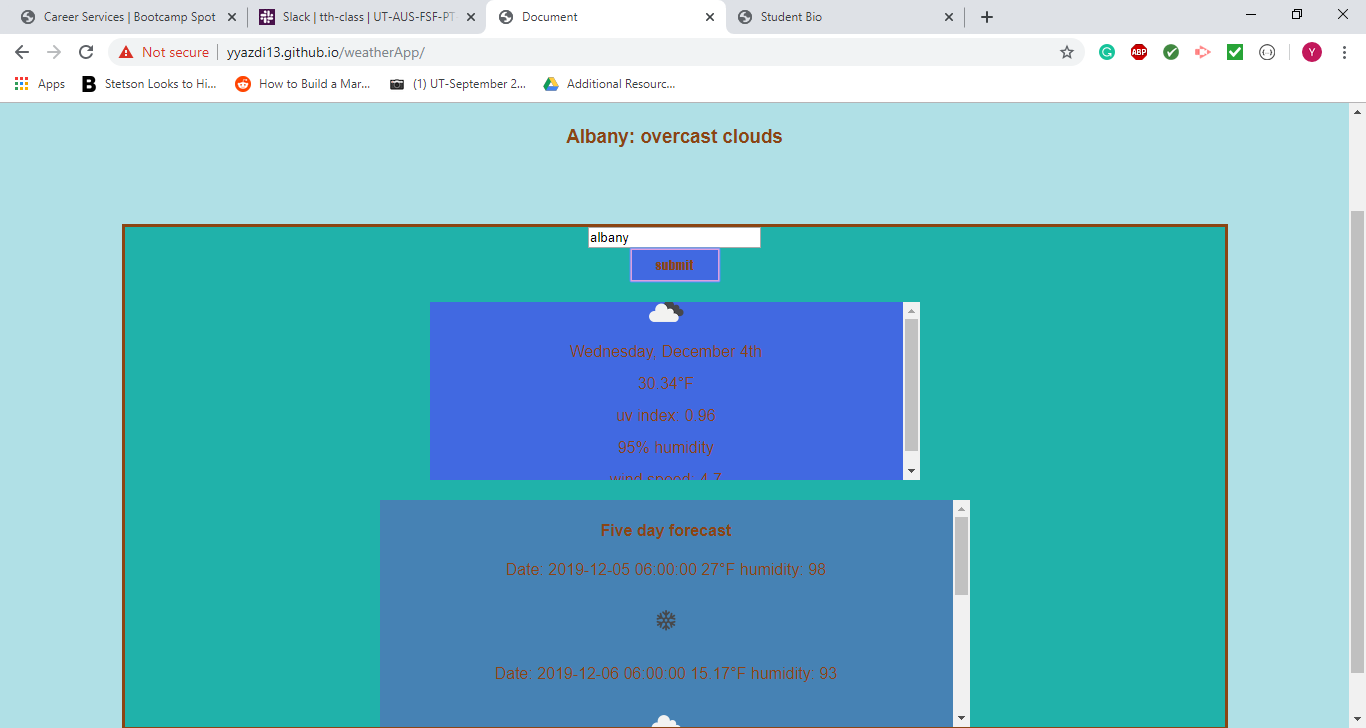 Career Services | Bootcamp Spot
Slack | tth-class | UT-AUS-FSF-PT
Document
Student Bio
Not secure
yyazdi13.github.io/weatherApp/
Apps
Stetson Looks to Hi...
How to Build a Mar...
(1) UT-September 2...
Additional Resourc...
Albany: overcast clouds
albany
submit
Wednesday, December 4th
30.34°F
uv index: 0.96
95% humidity
wind speed: 4.7
Five day forecast
Date: 2019-12-05 06:00:00 27°F humidity: 98
Date: 2019-12-06 06:00:00 15.17°F humidity: 93